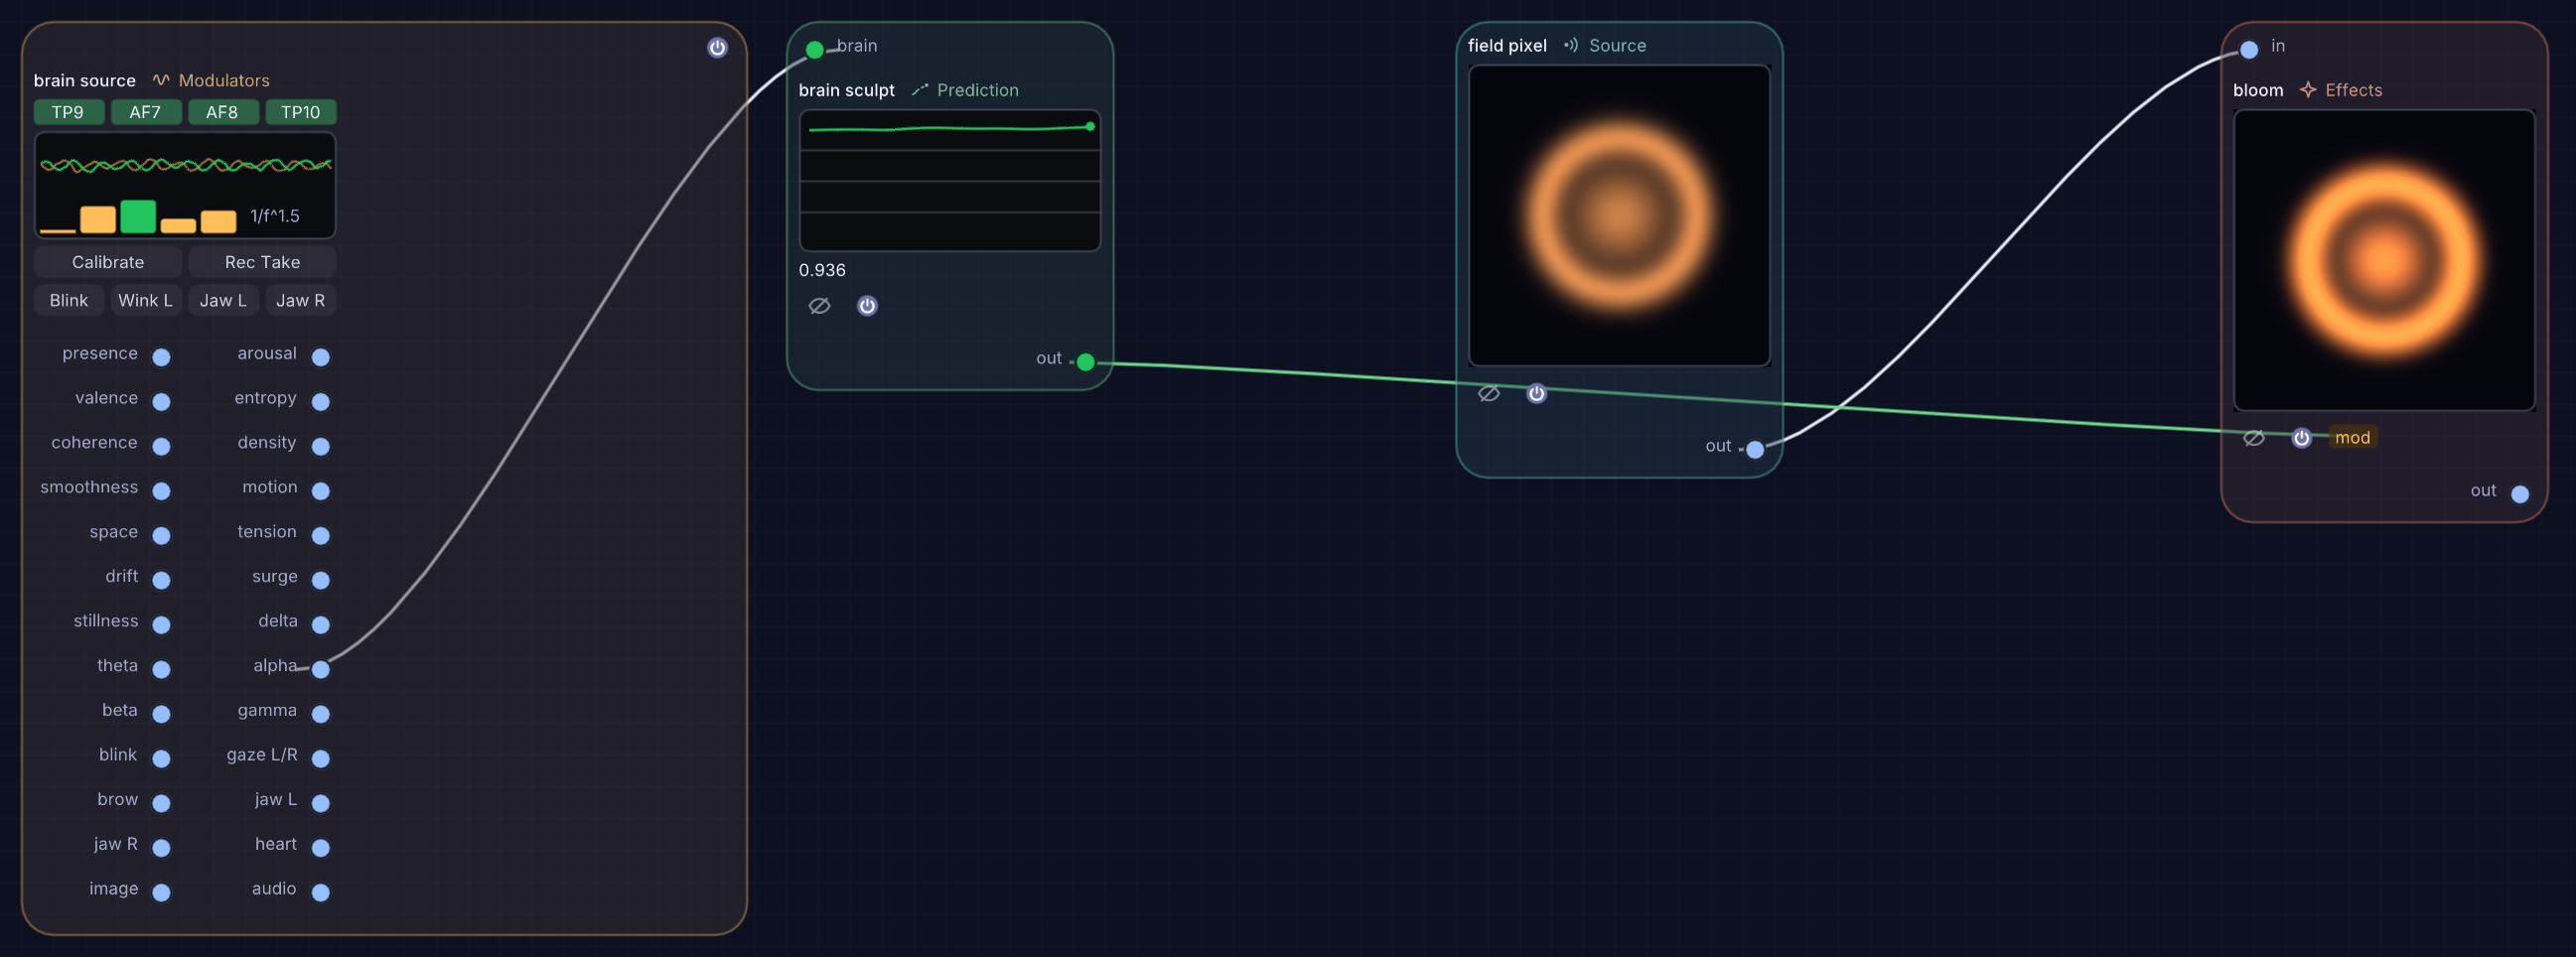 brain source Modulators
TP9 AF7 AF8 TP10
1/f^1.5
Calibrate Rec Take
Blink Wink L Jaw L Jaw R
presence arousal
valence entropy
coherence density
smoothness motion
space tension
drift surge
stillness delta
theta alpha
beta gamma
blink gaze L/R
brow jaw L
jaw R heart
image audio
brain
brain sculpt Prediction
0.936
out
field pixel Source
out
in
bloom Effects
mod
out